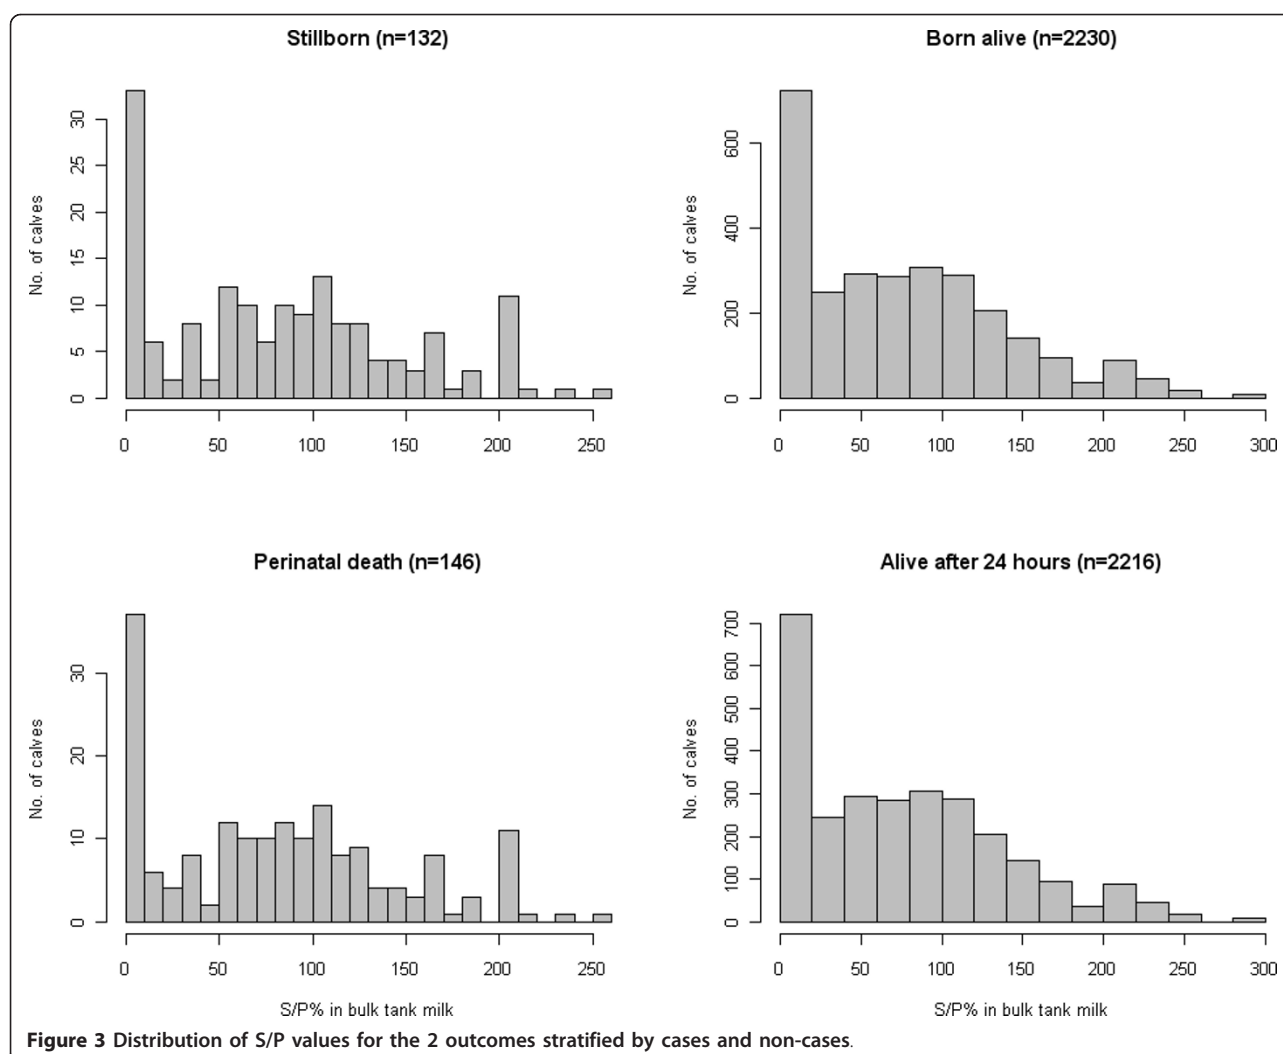 Stillborn (n=132)
No. of calves
0 5 10 15 20 25 30
0 50 100 150 200 250
Born alive (n=2230)
No. of calves
0 200 400 600
0 50 100 150 200 250 300
Perinatal death (n=146)
No. of calves
0 10 20 30
0 50 100 150 200 250
S/P% in bulk tank milk
Alive after 24 hours (n=2216)
No. of calves
0 100 200 300 400 500 600 700
0 50 100 150 200 250 300
S/P% in bulk tank milk
Figure 3 Distribution of S/P values for the 2 outcomes stratified by cases and non-cases.